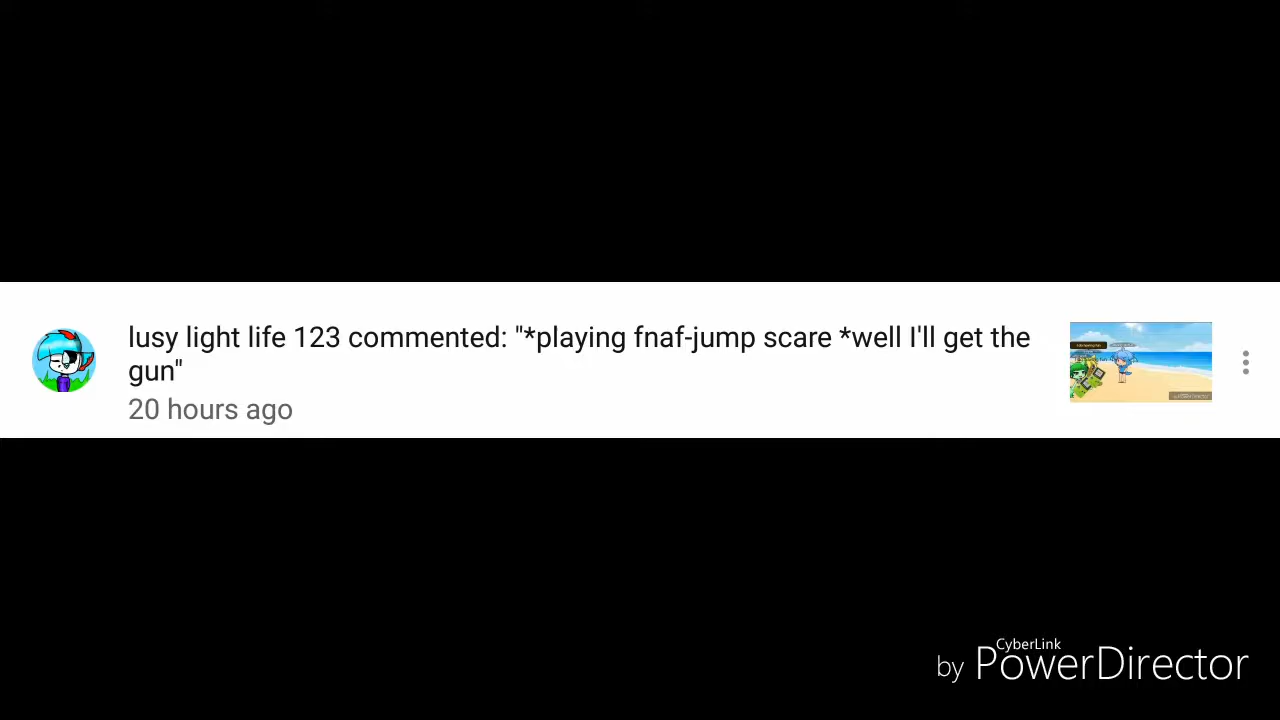 lusy light life 123 commented: "*playing fnaf-jump scare *well I'll get the
gun"
20 hours ago
CyberLink
by PowerDirector